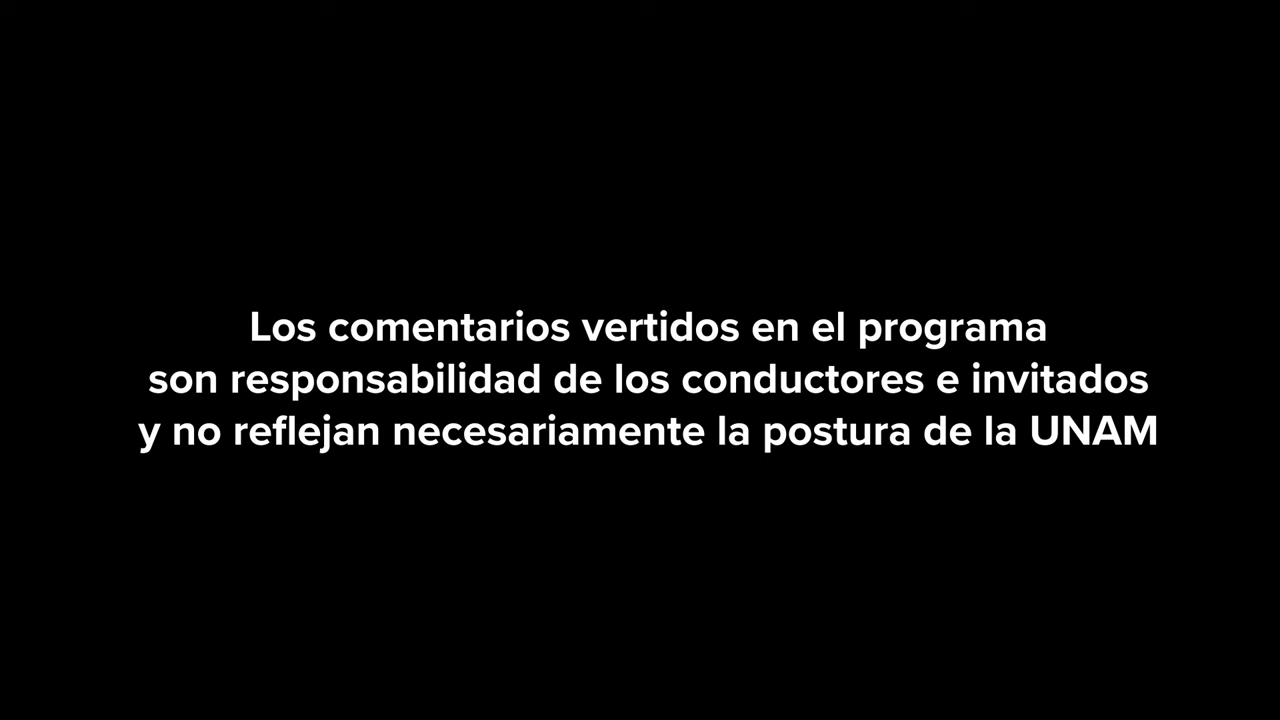 Los comentarios vertidos en el programa
son responsabilidad de los conductores e invitados
y no reflejan necesariamente la postura de la UNAM